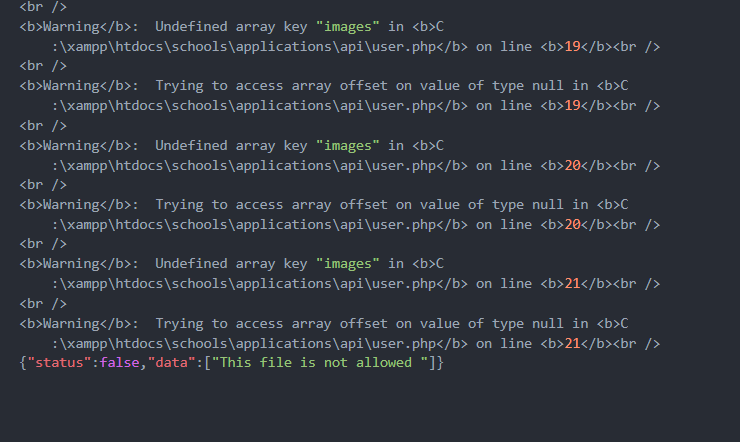 <br />
<b>Warning</b>:  Undefined array key "images" in <b>C
:\xampp\htdocs\schools\applications\api\user.php</b> on line <b>19</b><br />
<br />
<b>Warning</b>:  Trying to access array offset on value of type null in <b>C
:\xampp\htdocs\schools\applications\api\user.php</b> on line <b>19</b><br />
<br />
<b>Warning</b>:  Undefined array key "images" in <b>C
:\xampp\htdocs\schools\applications\api\user.php</b> on line <b>20</b><br />
<br />
<b>Warning</b>:  Trying to access array offset on value of type null in <b>C
:\xampp\htdocs\schools\applications\api\user.php</b> on line <b>20</b><br />
<br />
<b>Warning</b>:  Undefined array key "images" in <b>C
:\xampp\htdocs\schools\applications\api\user.php</b> on line <b>21</b><br />
<br />
<b>Warning</b>:  Trying to access array offset on value of type null in <b>C
:\xampp\htdocs\schools\applications\api\user.php</b> on line <b>21</b><br />
{"status":false,"data":["This file is not allowed "]}